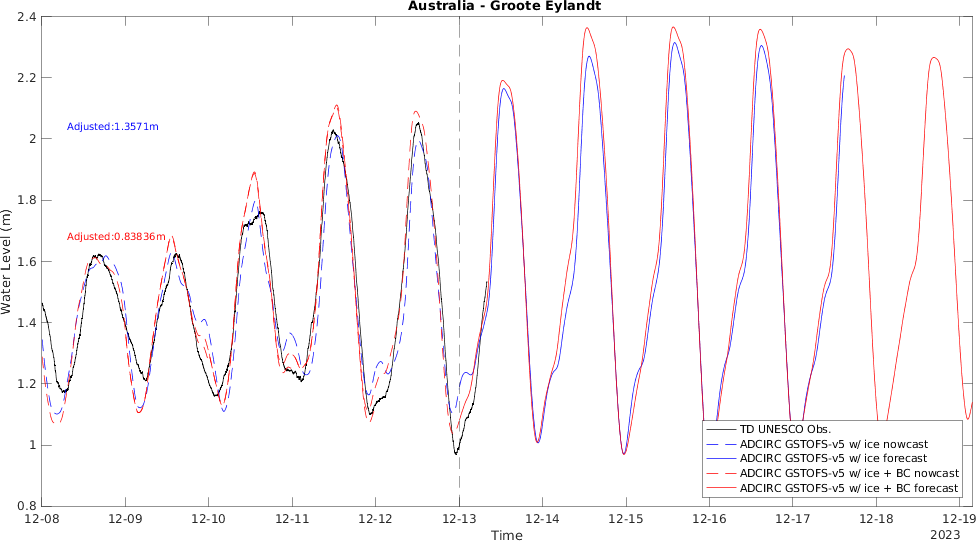 Australia - Groote Eylandt
2.4
2.2
2
1.8
1.6
1.4
1.2
1
0.8
Water Level (m)
Adjusted:1.3571m
Adjusted:0.83836m
TD UNESCO Obs.
ADCIRC GSTOFS-v5 w/ ice nowcast
ADCIRC GSTOFS-v5 w/ ice forecast
ADCIRC GSTOFS-v5 w/ ice + BC nowcast
ADCIRC GSTOFS-v5 w/ ice + BC forecast
12-08 12-09 12-10 12-11 12-12 12-13 12-14 12-15 12-16 12-17 12-18 12-19
Time
2023